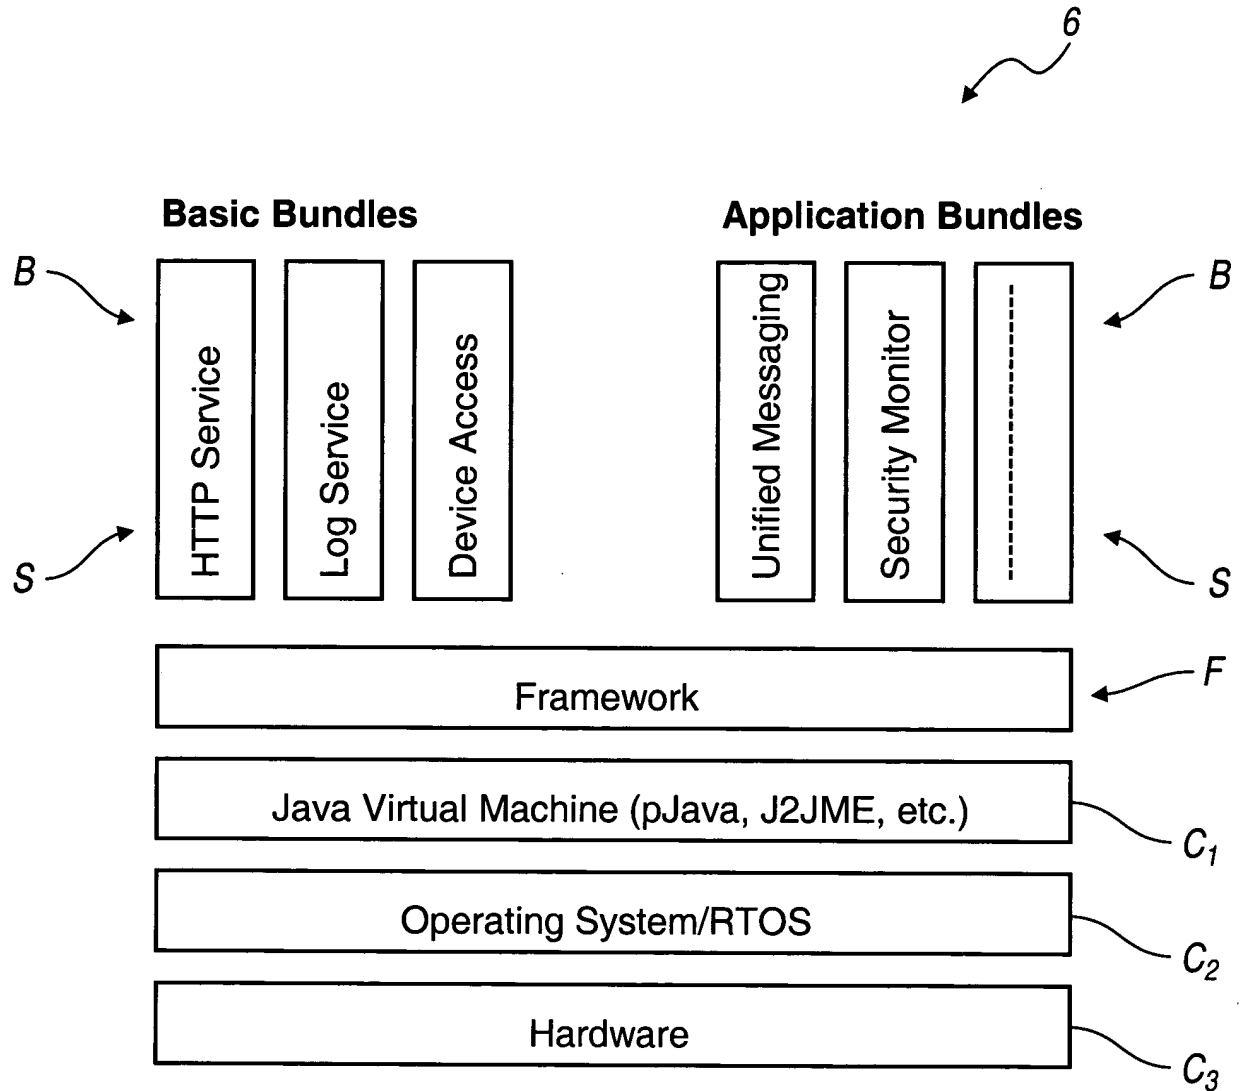 6
Basic Bundles
Application Bundles
B
B
HTTP Service
Log Service
Device Access
Unified Messaging
Security Monitor
S
S
Framework
F
Java Virtual Machine (pJava, J2JME, etc.)
C1
Operating System/RTOS
C2
Hardware
C3